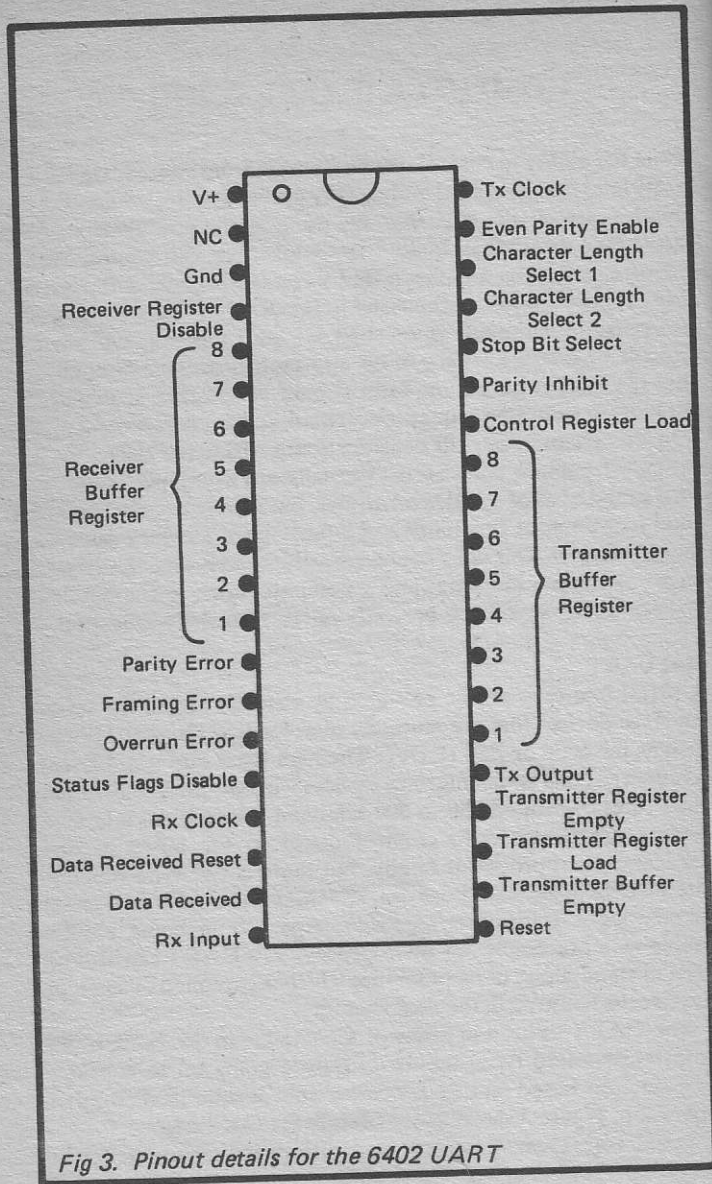 V+
NC
Gnd
Receiver Register
Disable
8
7
6
5
4
3
2
1
Receiver
Buffer
Register
Parity Error
Framing Error
Overrun Error
Status Flags Disable
Rx Clock
Data Received Reset
Data Received
Rx Input
Tx Clock
Even Parity Enable
Character Length
Select 1
Character Length
Select 2
Stop Bit Select
Parity Inhibit
Control Register Load
8
7
6
5
4
3
2
1
Transmitter
Buffer
Register
Tx Output
Transmitter Register
Empty
Transmitter Register
Load
Transmitter Buffer
Empty
Reset
Fig 3. Pinout details for the 6402 UART